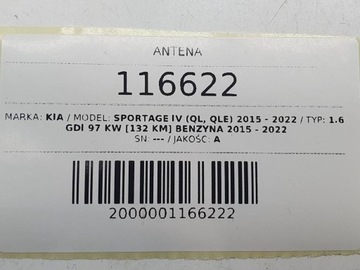 ANTENA
116622
MARKA: KIA / MODEL: SPORTAGE IV (QL, QLE) 2015 - 2022 / TYP: 1.6
GDI 97 KW [132 KM] BENZYNA 2015 - 2022
SN: --- / JAKOŚĆ: A
2000001166222